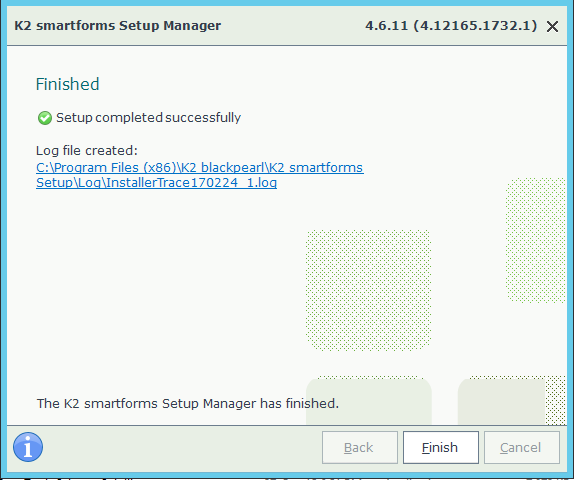 K2 smartforms Setup Manager 4.6.11 (4.12165.1732.1)
Finished
Setup completed successfully
Log file created:
C:\Program Files (x86)\K2 blackpearl\K2 smartforms
Setup\Log\InstallerTrace170224_1.log
The K2 smartforms Setup Manager has finished.
Back Finish Cancel